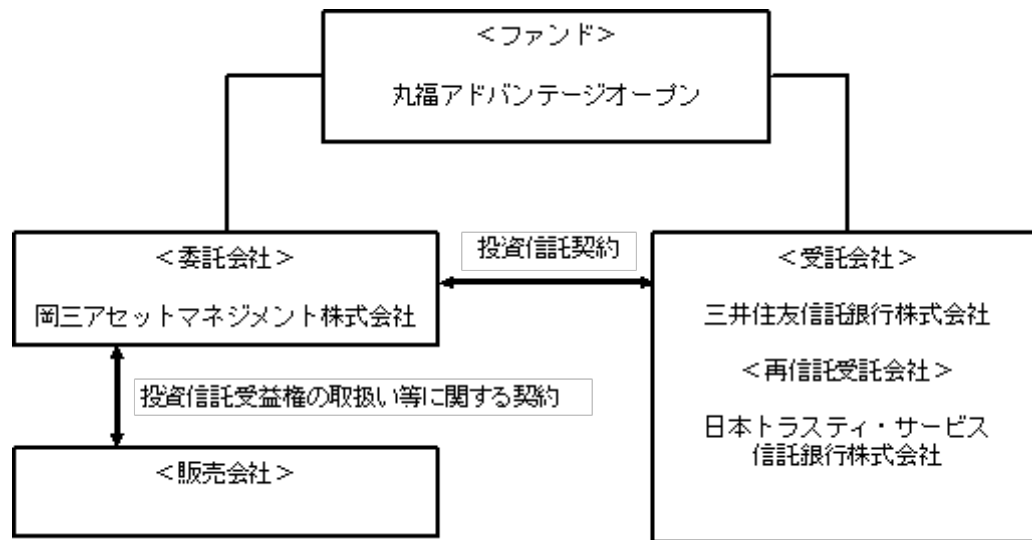 ＜ファンド＞
丸福アドバンテージオープン
＜委託会社＞
岡三アセットマネジメント株式会社
投資信託契約
＜受託会社＞
三井住友信託銀行株式会社
＜再信託受託会社＞
日本トラスティ・サービス
信託銀行株式会社
投資信託受益権の取扱い等に関する契約
＜販売会社＞